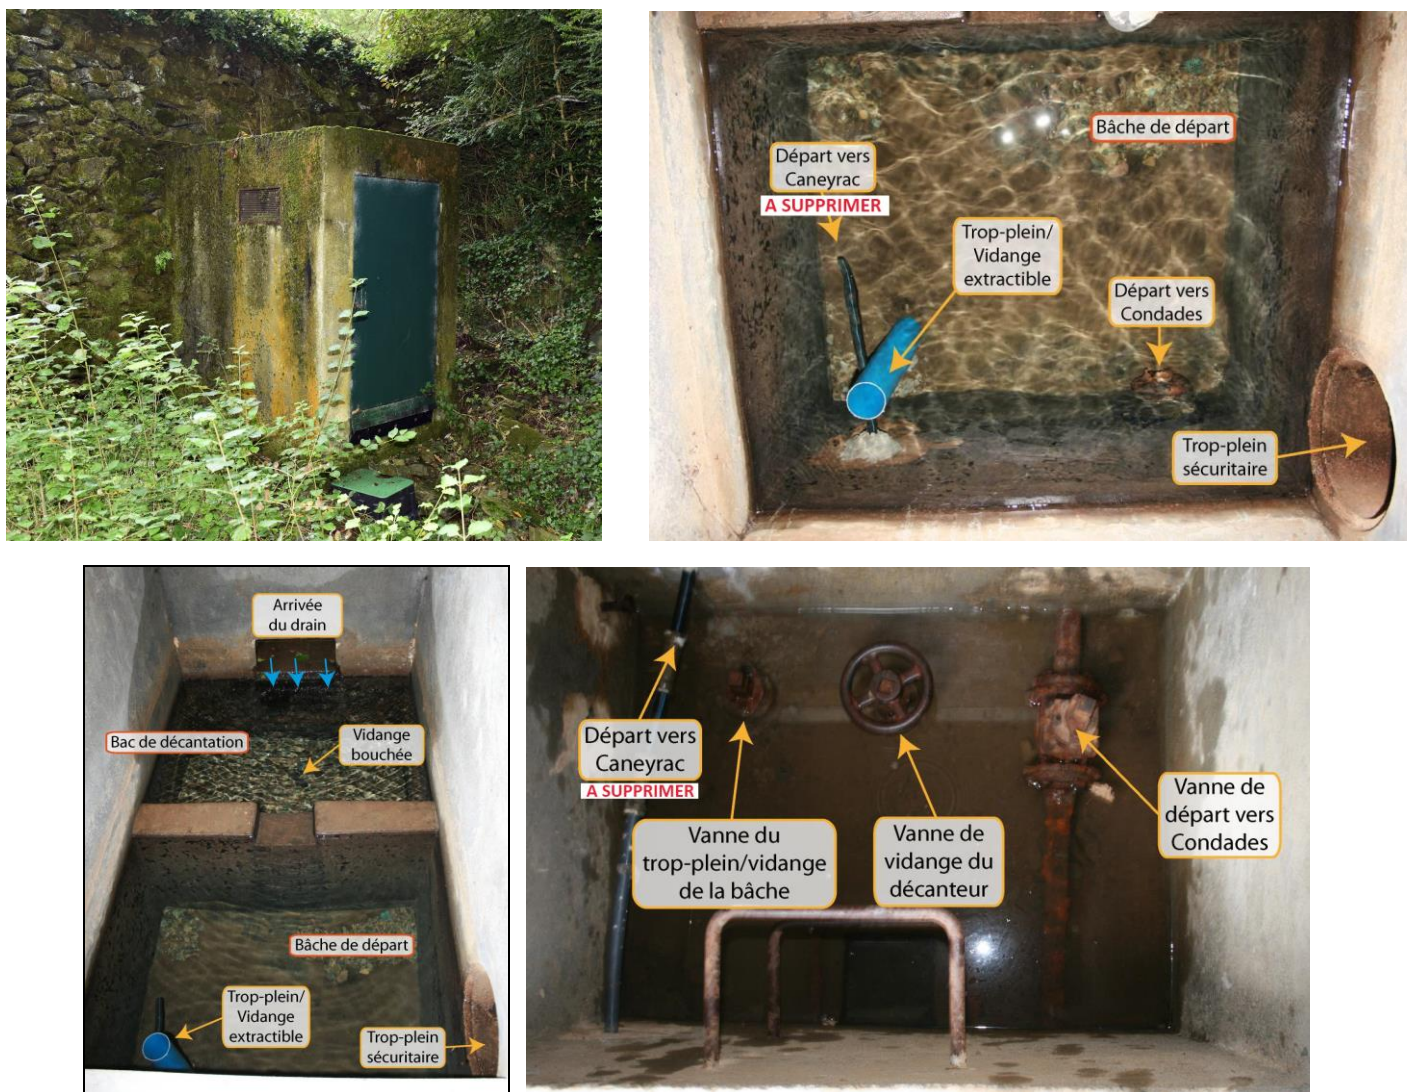 Bâche de départ
Départ vers
Caneyrac
A SUPPRIMER
Trop-plein/
Vidange
extractible
Départ vers
Condades
Trop-plein
sécuritaire
Arrivée
du drain
Bac de décantation
Vidange
bouchée
Bâche de départ
Trop-plein/
Vidange
extractible
Trop-plein
sécuritaire
Départ vers
Caneyrac
A SUPPRIMER
Vanne du
trop-plein/vidange
de la bâche
Vanne de
vidange du
décanteur
Vanne de
départ vers
Condades